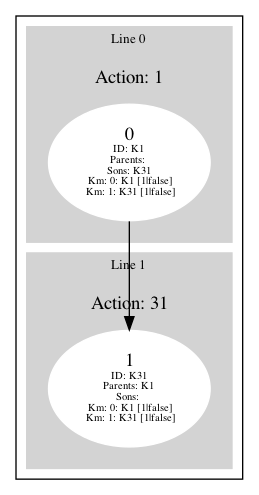 Line 0
Action: 1
0
ID: K1
Parents:
Sons: K31
Km: 0: K1 [1|false]
Km: 1: K31 [1|false]
Line 1
Action: 31
1
ID: K31
Parents: K1
Sons:
Km: 0: K1 [1|false]
Km: 1: K31 [1|false]